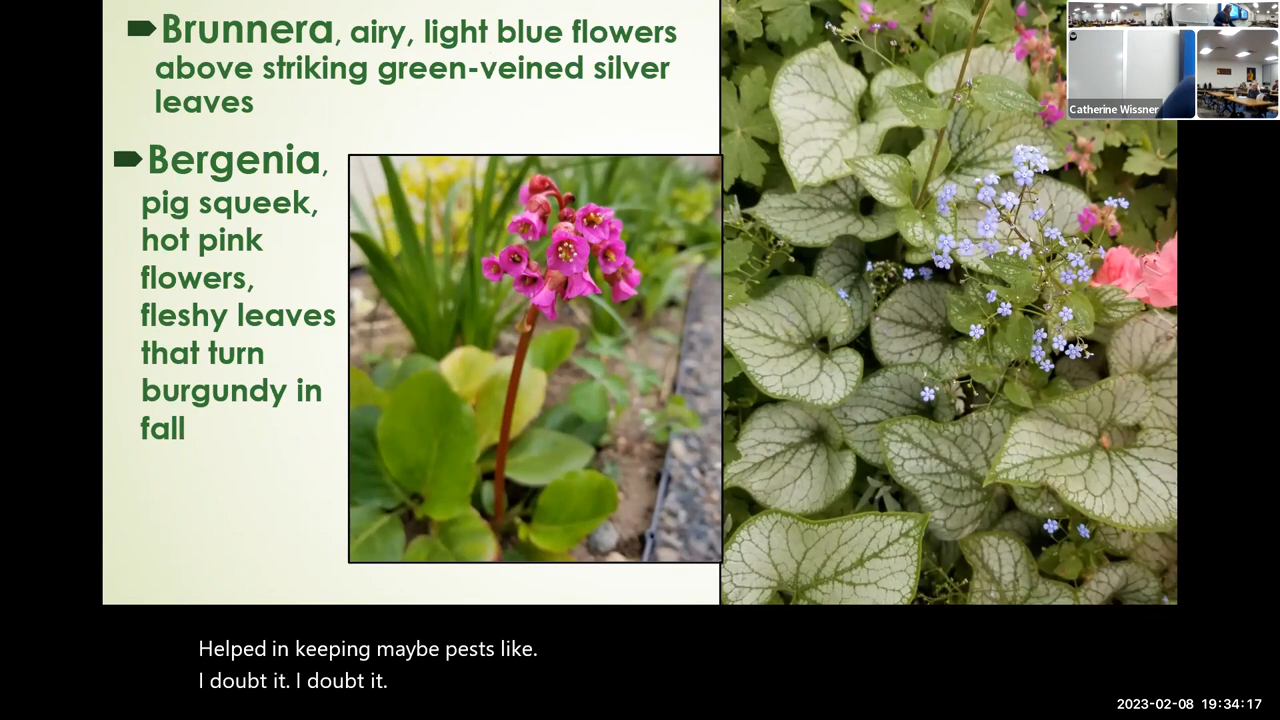 Brunnera, airy, light blue flowers
above striking green-veined silver
leaves
Bergenia,
pig squeek,
hot pink
flowers,
fleshy leaves
that turn
burgundy in
fall
Catherine Wissner
Helped in keeping maybe pests like.
I doubt it. I doubt it.
2023-02-08 19:34:17